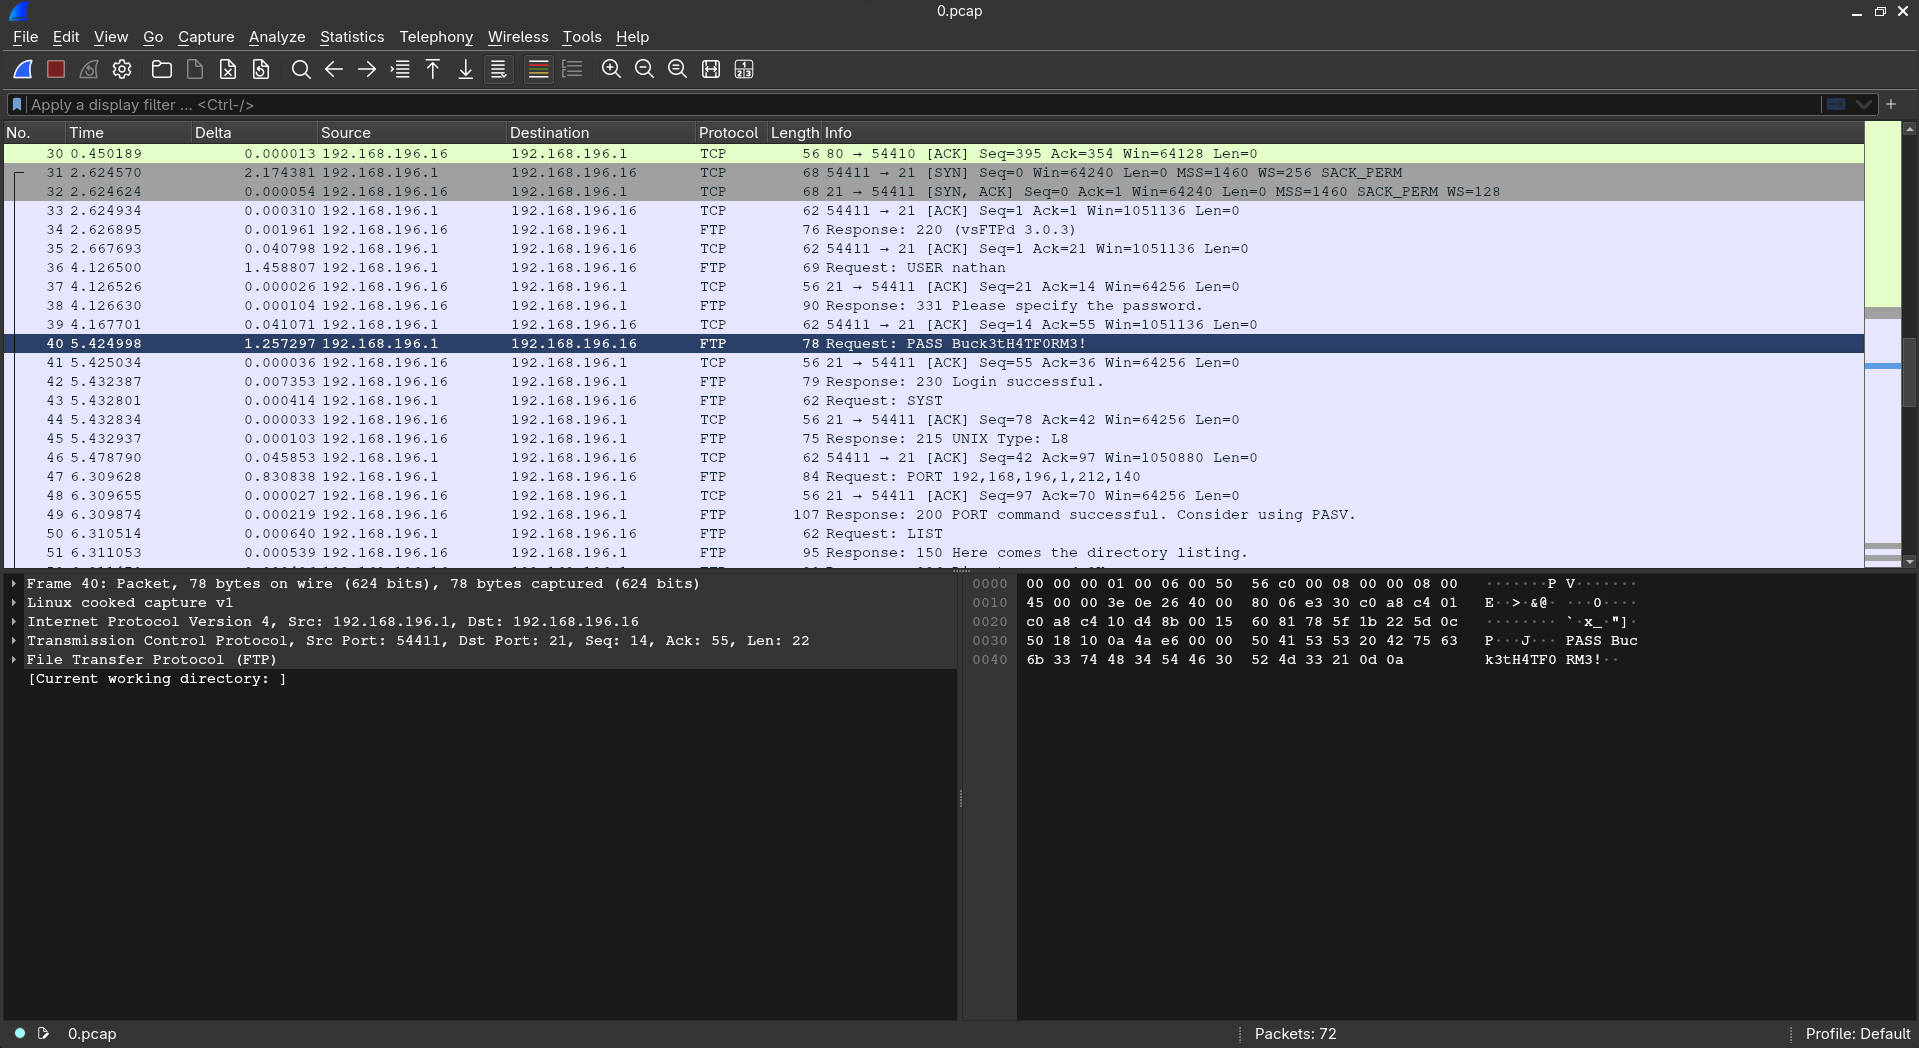 0.pcap
File Edit View Go Capture Analyze Statistics Telephony Wireless Tools Help
Apply a display filter ... <Ctrl-/>
No. Time Delta Source Destination Protocol Length Info
30 0.450189 0.000013 192.168.196.16 192.168.196.1 TCP 56 80 → 54410 [ACK] Seq=395 Ack=354 Win=64128 Len=0
31 2.624570 2.174381 192.168.196.1 192.168.196.16 TCP 68 54411 → 21 [SYN] Seq=0 Win=64240 Len=0 MSS=1460 WS=256 SACK_PERM
32 2.624624 0.000054 192.168.196.16 192.168.196.1 TCP 68 21 → 54411 [SYN, ACK] Seq=0 Ack=1 Win=64240 Len=0 MSS=1460 SACK_PERM WS=128
33 2.624934 0.000310 192.168.196.1 192.168.196.16 TCP 62 54411 → 21 [ACK] Seq=1 Ack=1 Win=1051136 Len=0
34 2.626895 0.001961 192.168.196.16 192.168.196.1 FTP 76 Response: 220 (vsFTPd 3.0.3)
35 2.667693 0.040798 192.168.196.1 192.168.196.16 TCP 62 54411 → 21 [ACK] Seq=1 Ack=21 Win=1051136 Len=0
36 4.126500 1.458807 192.168.196.1 192.168.196.16 FTP 69 Request: USER nathan
37 4.126526 0.000026 192.168.196.16 192.168.196.1 TCP 56 21 → 54411 [ACK] Seq=21 Ack=14 Win=64256 Len=0
38 4.126630 0.000104 192.168.196.16 192.168.196.1 FTP 90 Response: 331 Please specify the password.
39 4.167701 0.041071 192.168.196.1 192.168.196.16 TCP 62 54411 → 21 [ACK] Seq=14 Ack=55 Win=1051136 Len=0
40 5.424998 1.257297 192.168.196.1 192.168.196.16 FTP 78 Request: PASS Buck3tH4TF0RM3!
41 5.425034 0.000036 192.168.196.16 192.168.196.1 TCP 56 21 → 54411 [ACK] Seq=55 Ack=36 Win=64256 Len=0
42 5.432387 0.007353 192.168.196.16 192.168.196.1 FTP 79 Response: 230 Login successful.
43 5.432801 0.000414 192.168.196.1 192.168.196.16 FTP 62 Request: SYST
44 5.432834 0.000033 192.168.196.16 192.168.196.1 TCP 56 21 → 54411 [ACK] Seq=78 Ack=42 Win=64256 Len=0
45 5.432937 0.000103 192.168.196.16 192.168.196.1 FTP 75 Response: 215 UNIX Type: L8
46 5.478790 0.045853 192.168.196.1 192.168.196.16 TCP 62 54411 → 21 [ACK] Seq=42 Ack=97 Win=1050880 Len=0
47 6.309628 0.830838 192.168.196.1 192.168.196.16 FTP 84 Request: PORT 192,168,196,1,212,140
48 6.309655 0.000027 192.168.196.16 192.168.196.1 TCP 56 21 → 54411 [ACK] Seq=97 Ack=70 Win=64256 Len=0
49 6.309874 0.000219 192.168.196.16 192.168.196.1 FTP 107 Response: 200 PORT command successful. Consider using PASV.
50 6.310514 0.000640 192.168.196.1 192.168.196.16 FTP 62 Request: LIST
51 6.311053 0.000539 192.168.196.16 192.168.196.1 FTP 95 Response: 150 Here comes the directory listing.
Frame 40: Packet, 78 bytes on wire (624 bits), 78 bytes captured (624 bits)
Linux cooked capture v1
Internet Protocol Version 4, Src: 192.168.196.1, Dst: 192.168.196.16
Transmission Control Protocol, Src Port: 54411, Dst Port: 21, Seq: 14, Ack: 55, Len: 22
File Transfer Protocol (FTP)
[Current working directory: ]
0000 00 00 00 01 00 06 00 50 56 c0 00 08 00 00 08 00 ·······P V·······
0010 45 00 00 3e 0e 26 40 00 80 06 e3 30 c0 a8 c4 01 E··>·&@· ···0····
0020 c0 a8 c4 10 d4 8b 00 15 60 81 78 5f 1b 22 5d 0c ········ `·x_·"]·
0030 50 18 10 0a 4a e6 00 00 50 41 53 53 20 42 75 63 P···J··· PASS Buc
0040 6b 33 74 48 34 54 46 30 52 4d 33 21 0d 0a k3tH4TF0 RM3!··
0.pcap
Packets: 72
Profile: Default